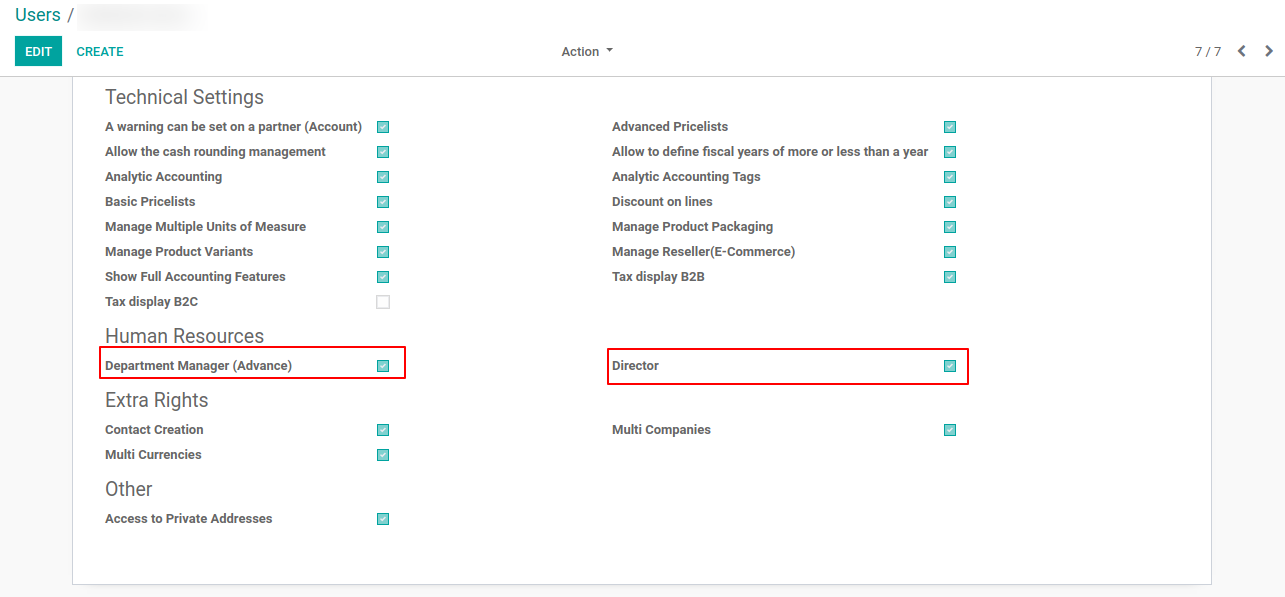 Users /
EDIT CREATE Action 7 / 7
Technical Settings
A warning can be set on a partner (Account) Advanced Pricelists
Allow the cash rounding management Allow to define fiscal years of more or less than a year
Analytic Accounting Analytic Accounting Tags
Basic Pricelists Discount on lines
Manage Multiple Units of Measure Manage Product Packaging
Manage Product Variants Manage Reseller(E-Commerce)
Show Full Accounting Features Tax display B2B
Tax display B2C
Human Resources
Department Manager (Advance) Director
Extra Rights
Contact Creation Multi Companies
Multi Currencies
Other
Access to Private Addresses